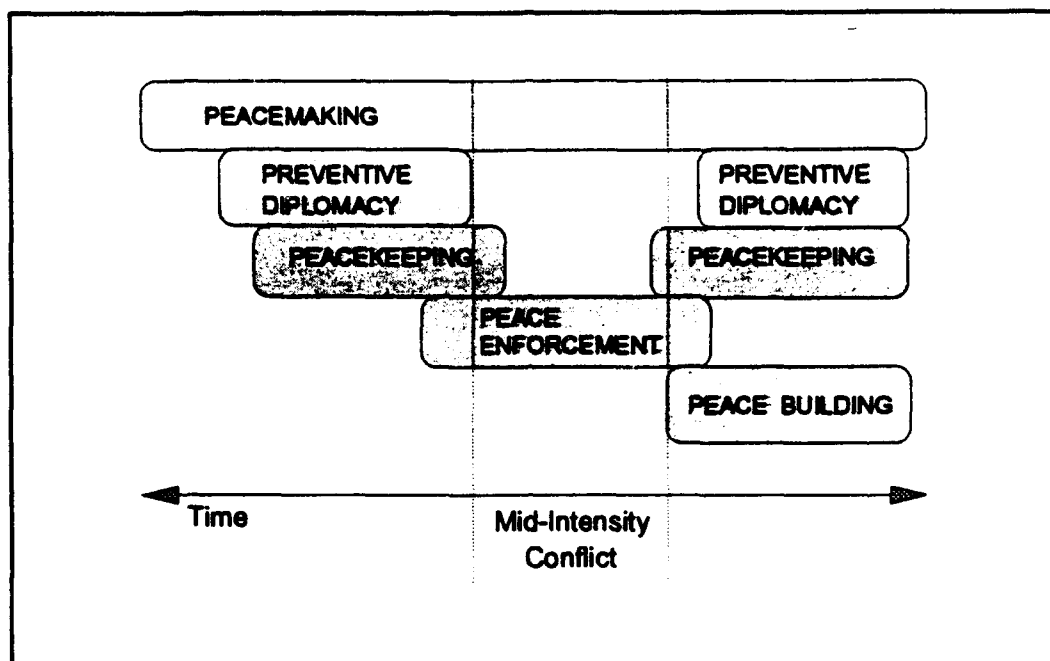 PEACEMAKING
PREVENTIVE
DIPLOMACY
PREVENTIVE
DIPLOMACY
PEACEKEEPING
PEACEKEEPING
PEACE
ENFORCEMENT
PEACE BUILDING
Time
Mid-Intensity
Conflict